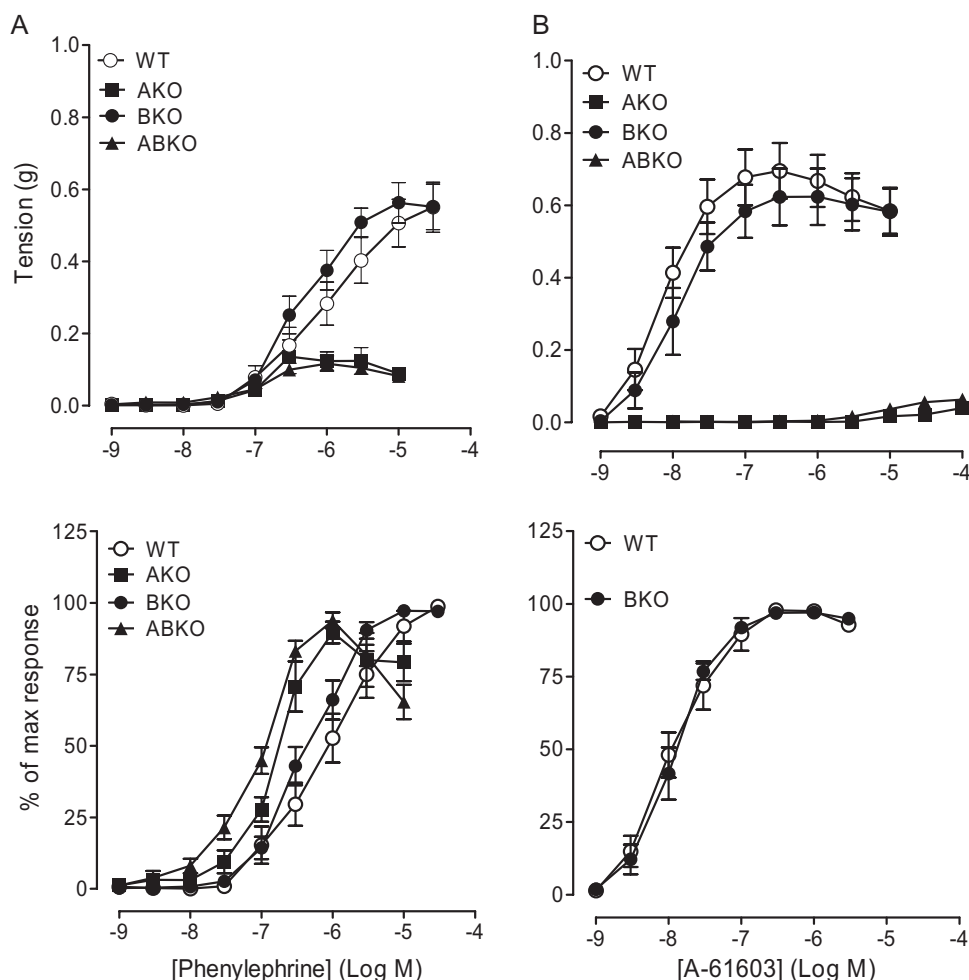 A
1.0
0.8
0.6
0.4
0.2
0.0
Tension (g)
WT
AKO
BKO
ABKO
-9 -8 -7 -6 -5 -4
B
1.0
0.8
0.6
0.4
0.2
0.0
WT
AKO
BKO
ABKO
-9 -8 -7 -6 -5 -4
125
100
75
50
25
0
% of max response
WT
AKO
BKO
ABKO
-9 -8 -7 -6 -5 -4
[Phenylephrine] (Log M)
125
100
75
50
25
0
WT
BKO
-9 -8 -7 -6 -5 -4
[A-61603] (Log M)